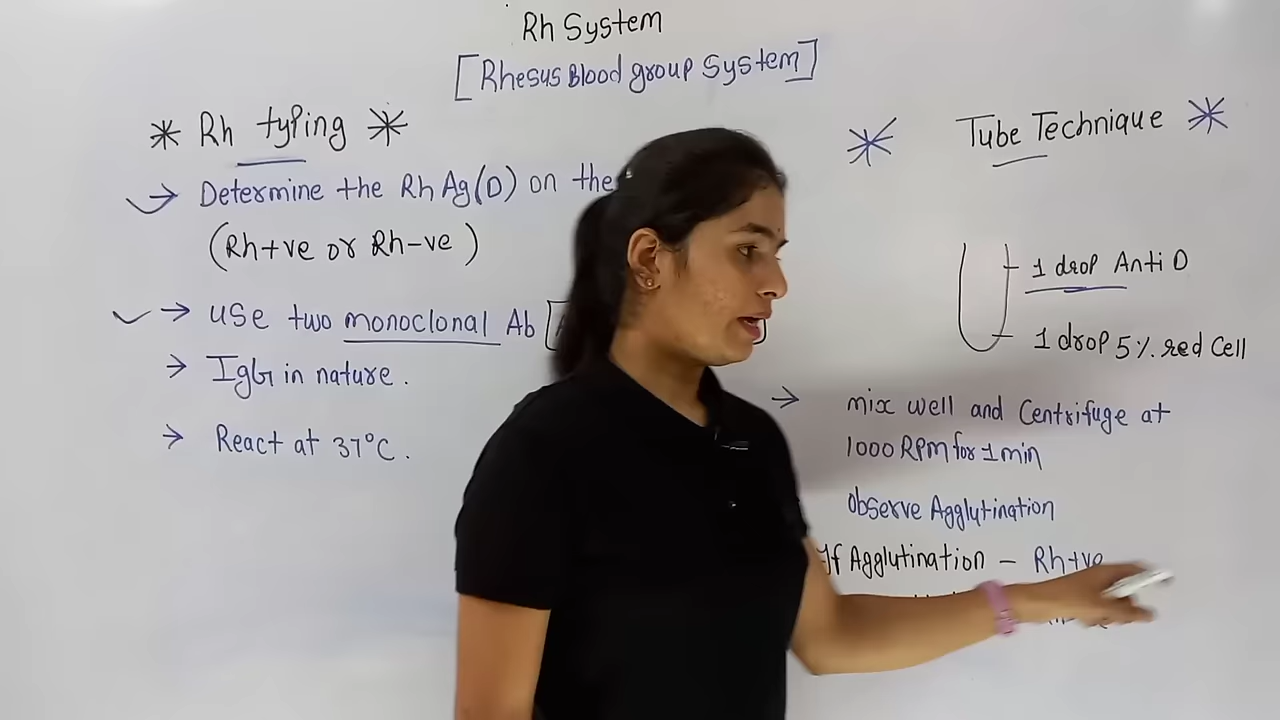 Rh System
[Rhesus Blood group System]
* Rh typing *
→ Determine the Rh Ag(D) on the
(Rh+ve or Rh-ve)
→ Use two monoclonal Ab [
→ IgG in nature.
→ React at 37°C.
* Tube Technique *
1 drop Anti D
1 drop 5%. red Cell
→ mix well and Centrifuge at
1000 RPM for 1 min
Observe Agglutination
If Agglutination - Rh+ve